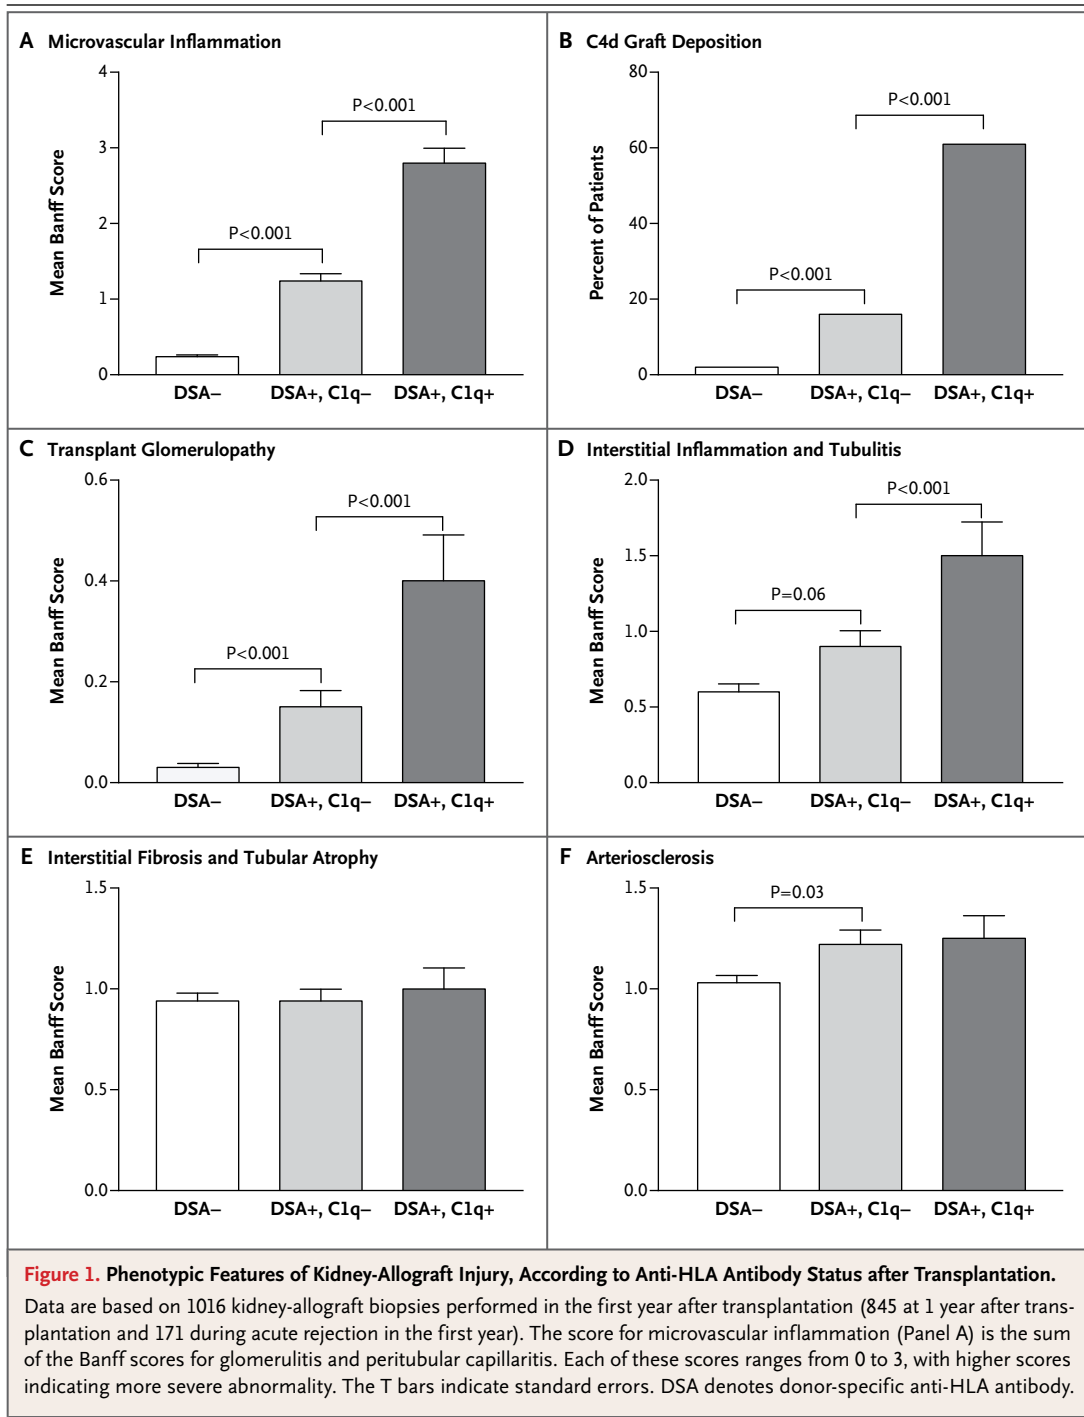 A Microvascular Inflammation
4
3
2
1
0
Mean Banff Score
P<0.001
P<0.001
DSA–
DSA+, C1q–
DSA+, C1q+
B C4d Graft Deposition
80
60
40
20
0
Percent of Patients
P<0.001
P<0.001
DSA–
DSA+, C1q–
DSA+, C1q+
C Transplant Glomerulopathy
0.6
0.4
0.2
0.0
Mean Banff Score
P<0.001
P<0.001
DSA–
DSA+, C1q–
DSA+, C1q+
D Interstitial Inflammation and Tubulitis
2.0
1.5
1.0
0.5
0.0
Mean Banff Score
P<0.001
P=0.06
DSA–
DSA+, C1q–
DSA+, C1q+
E Interstitial Fibrosis and Tubular Atrophy
1.5
1.0
0.5
0.0
Mean Banff Score
DSA–
DSA+, C1q–
DSA+, C1q+
F Arteriosclerosis
1.5
1.0
0.5
0.0
Mean Banff Score
P=0.03
DSA–
DSA+, C1q–
DSA+, C1q+
Figure 1. Phenotypic Features of Kidney-Allograft Injury, According to Anti-HLA Antibody Status after Transplantation.
Data are based on 1016 kidney-allograft biopsies performed in the first year after transplantation (845 at 1 year after trans-
plantation and 171 during acute rejection in the first year). The score for microvascular inflammation (Panel A) is the sum
of the Banff scores for glomerulitis and peritubular capillaritis. Each of these scores ranges from 0 to 3, with higher scores
indicating more severe abnormality. The T bars indicate standard errors. DSA denotes donor-specific anti-HLA antibody.